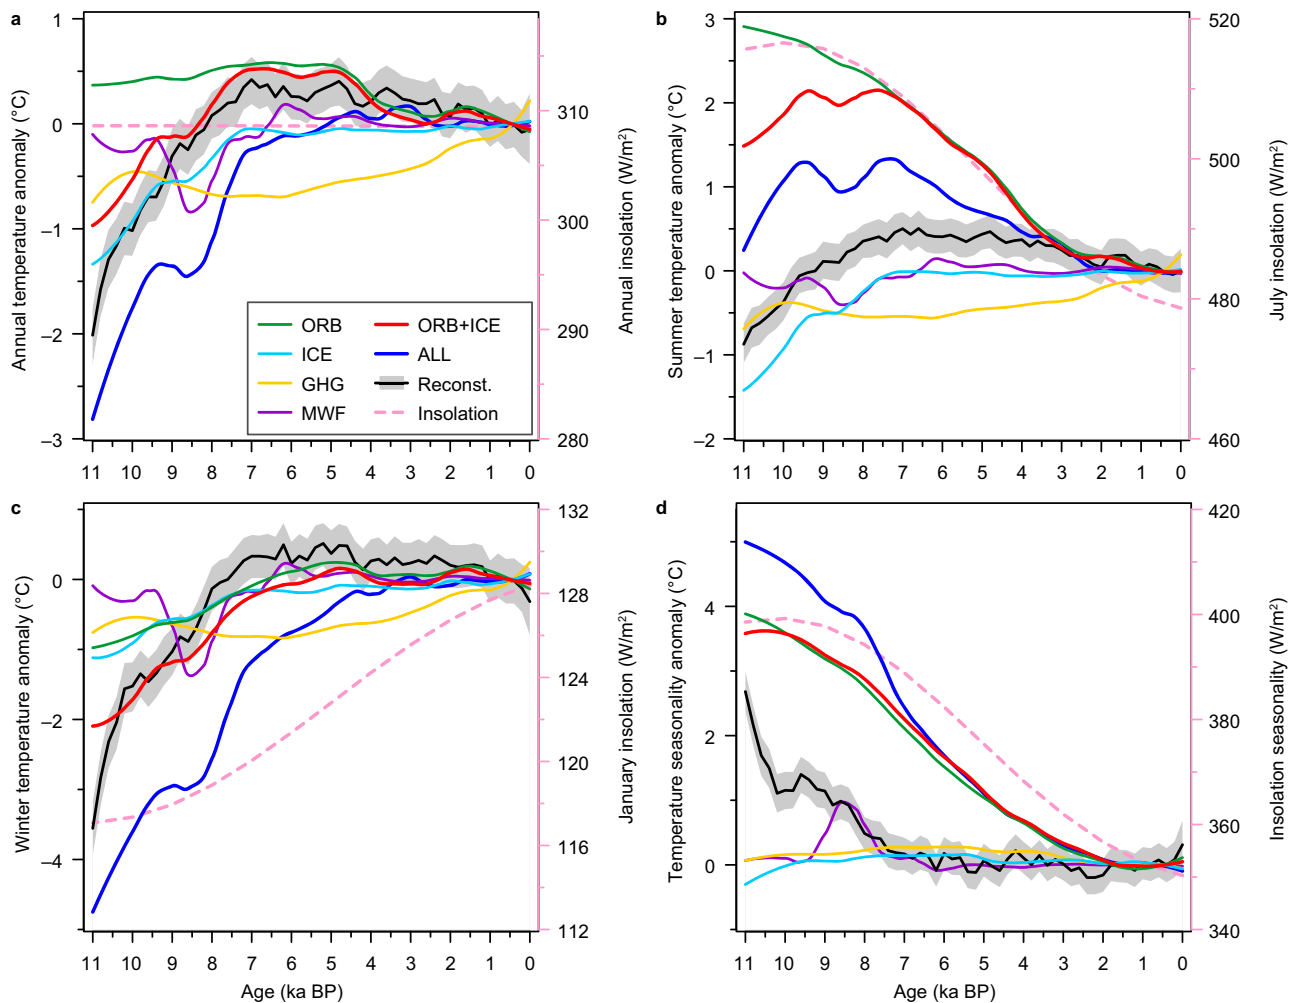 a
1
0
–1
–2
–3
Annual temperature anomaly (°C)
310
300
290
280
Annual insolation (W/m²)
ORB
ORB+ICE
ICE
ALL
GHG
Reconst.
MWF
Insolation
11 10 9 8 7 6 5 4 3 2 1 0
b
3
2
1
0
–1
–2
Summer temperature anomaly (°C)
520
500
480
460
July insolation (W/m²)
11 10 9 8 7 6 5 4 3 2 1 0
c
0
–2
–4
Winter temperature anomaly (°C)
132
128
124
120
116
112
January insolation (W/m²)
11 10 9 8 7 6 5 4 3 2 1 0
Age (ka BP)
d
4
2
0
Temperature seasonality anomaly (°C)
420
400
380
360
340
Insolation seasonality (W/m²)
11 10 9 8 7 6 5 4 3 2 1 0
Age (ka BP)